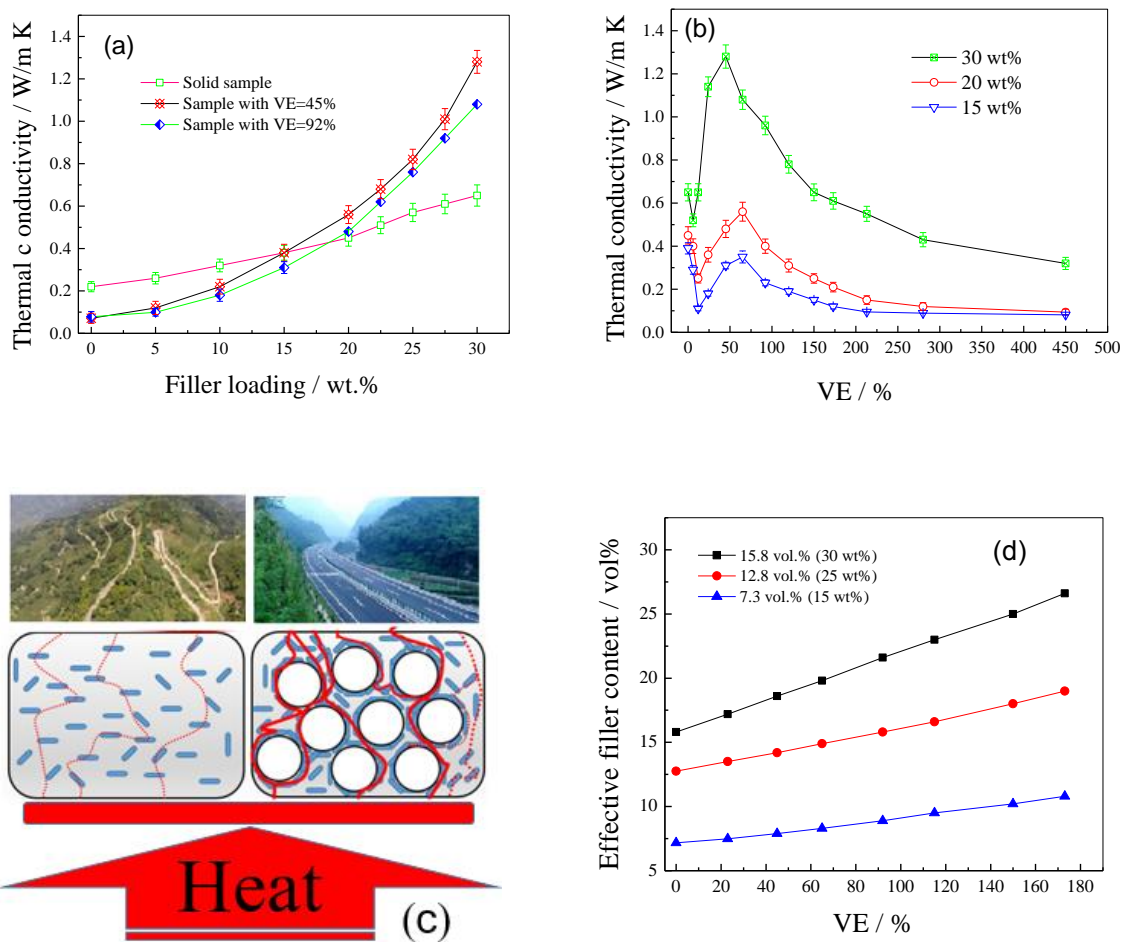 (a)
Thermal c conductivity / W/m K
1.4
1.2
1.0
0.8
0.6
0.4
0.2
0.0
Solid sample
Sample with VE=45%
Sample with VE=92%
0 5 10 15 20 25 30
Filler loading / wt.%
(b)
Thermal conductivity / W/m K
1.4
1.2
1.0
0.8
0.6
0.4
0.2
0.0
30 wt%
20 wt%
15 wt%
0 50 100 150 200 250 300 350 400 450 500
VE / %
Heat
(c)
(d)
Effective filler content / vol%
30
25
20
15
10
5
15.8 vol.% (30 wt%)
12.8 vol.% (25 wt%)
7.3 vol.% (15 wt%)
0 20 40 60 80 100 120 140 160 180
VE / %